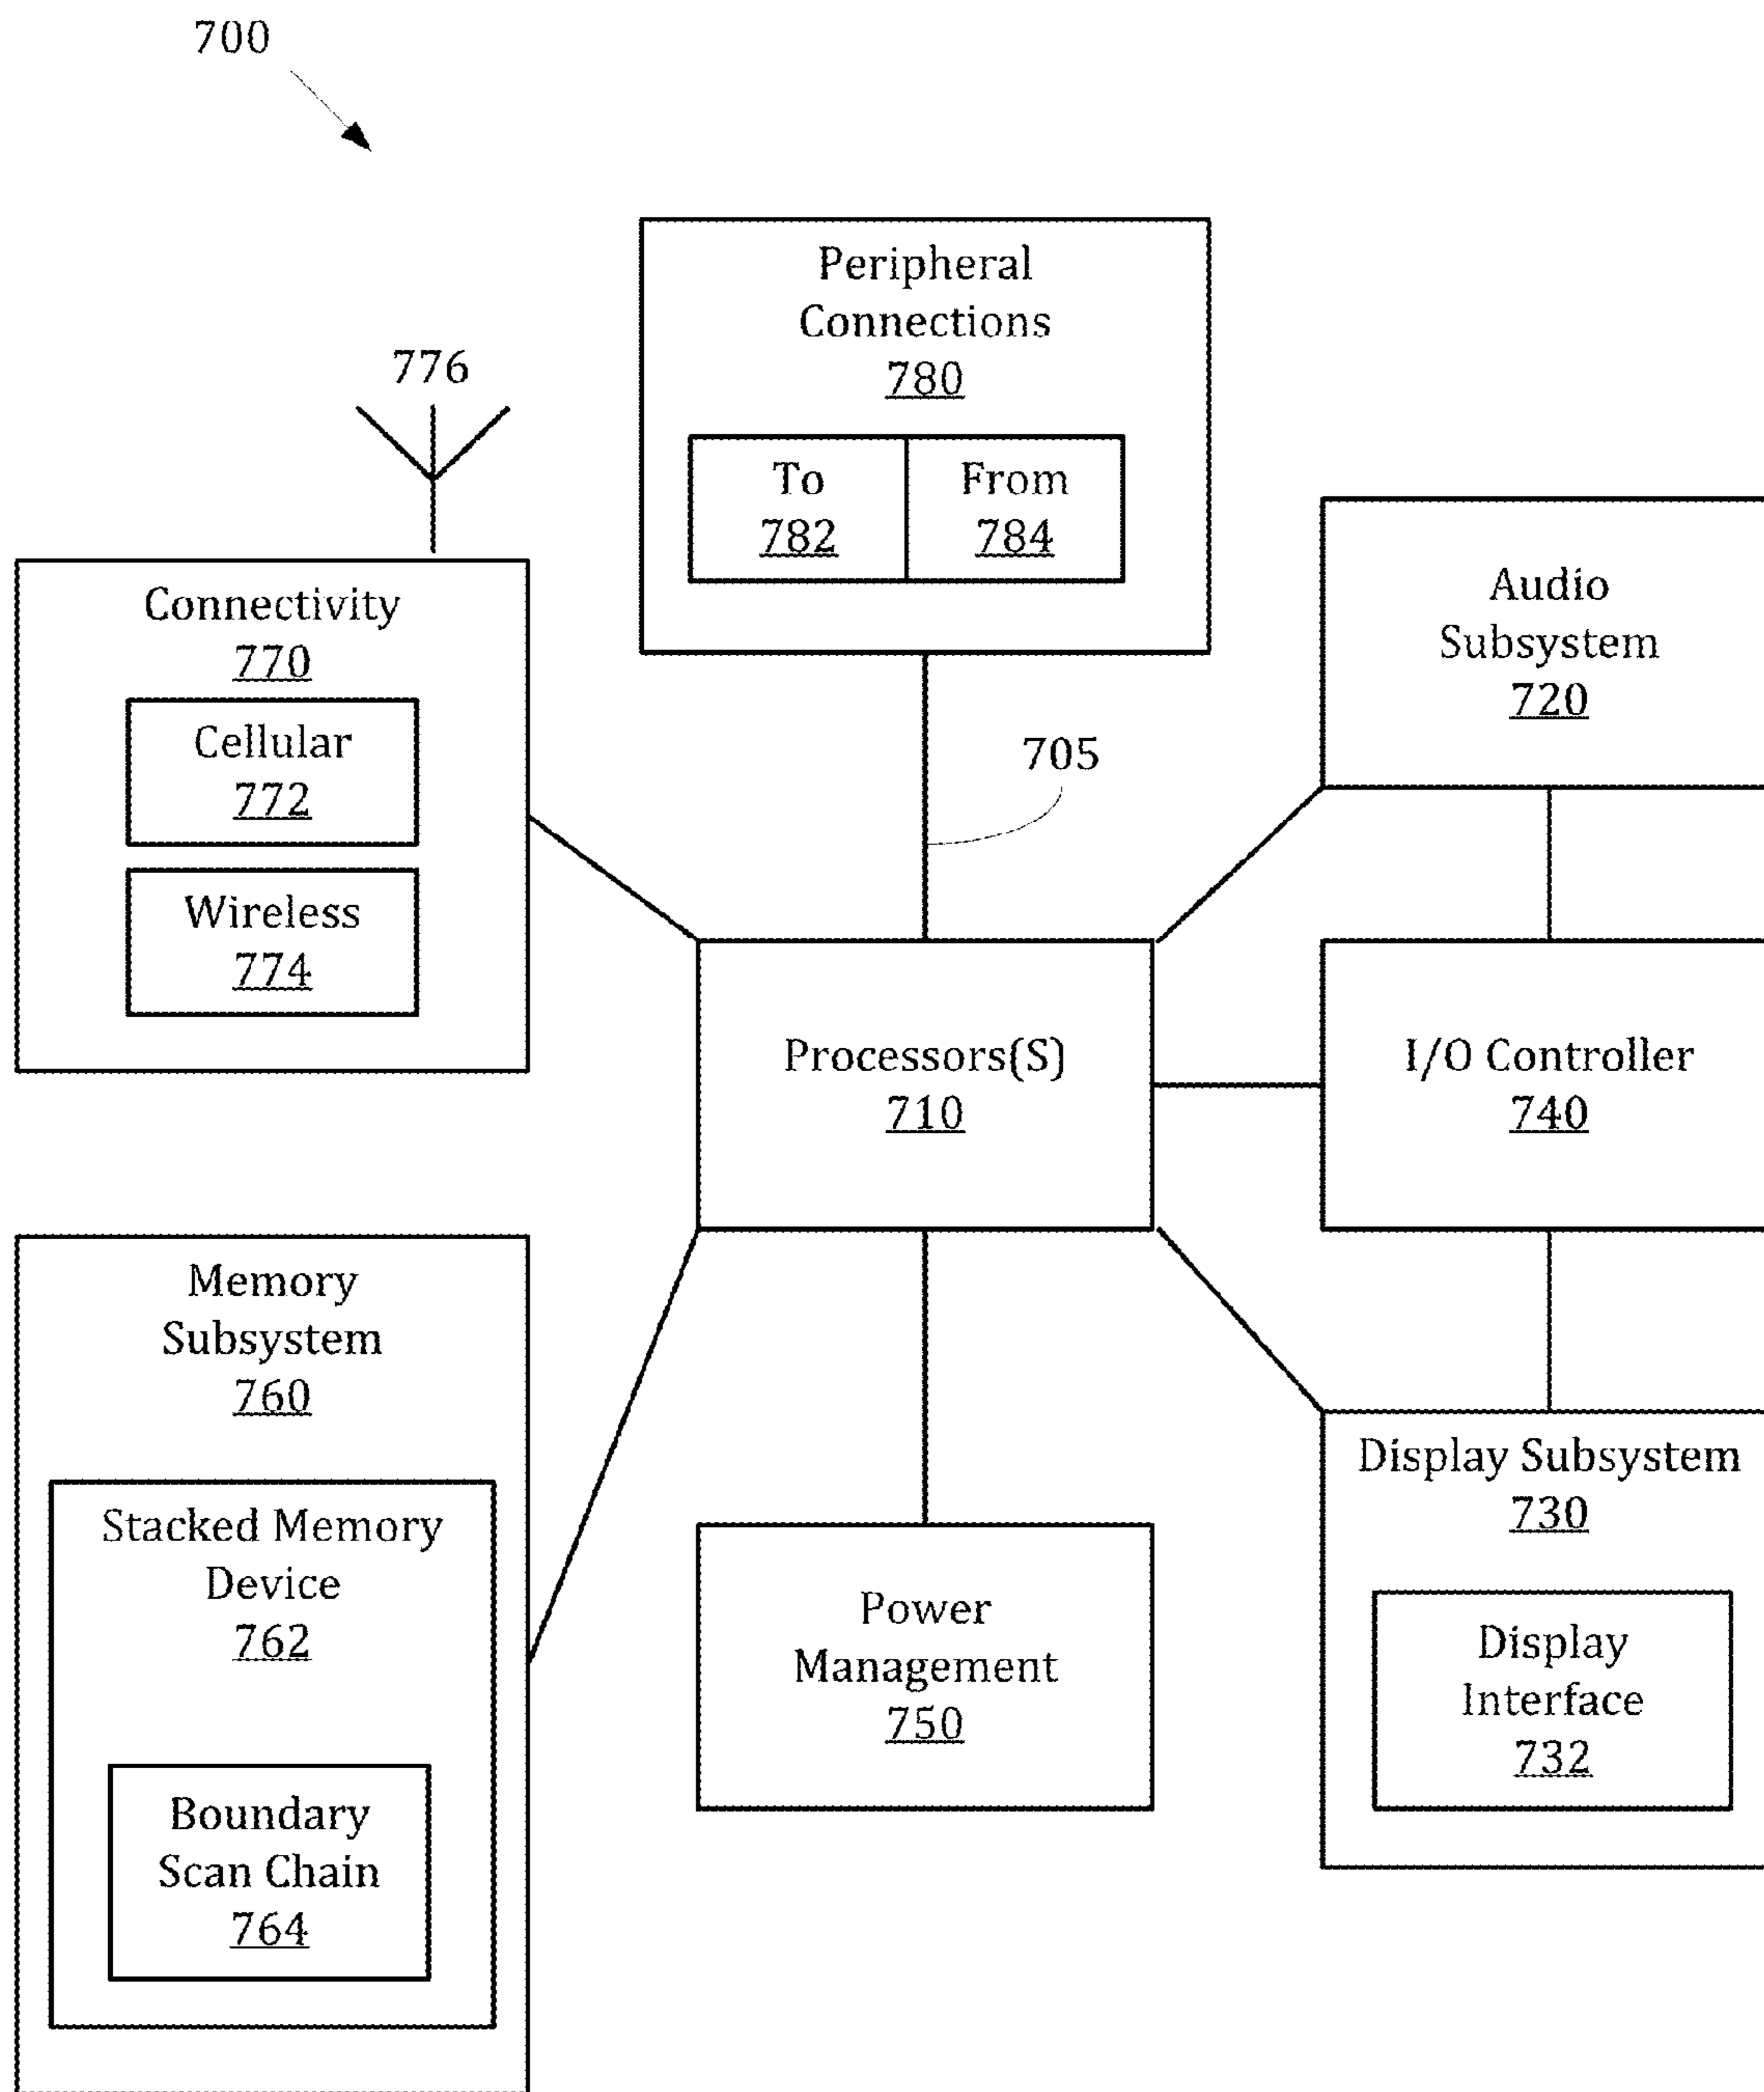 700
Peripheral
Connections
780
To
782
From
784
776
Connectivity
770
Cellular
772
Wireless
774
Audio
Subsystem
720
705
Processors(S)
710
I/O Controller
740
Memory
Subsystem
760
Stacked Memory
Device
762
Boundary
Scan Chain
764
Power
Management
750
Display Subsystem
730
Display
Interface
732